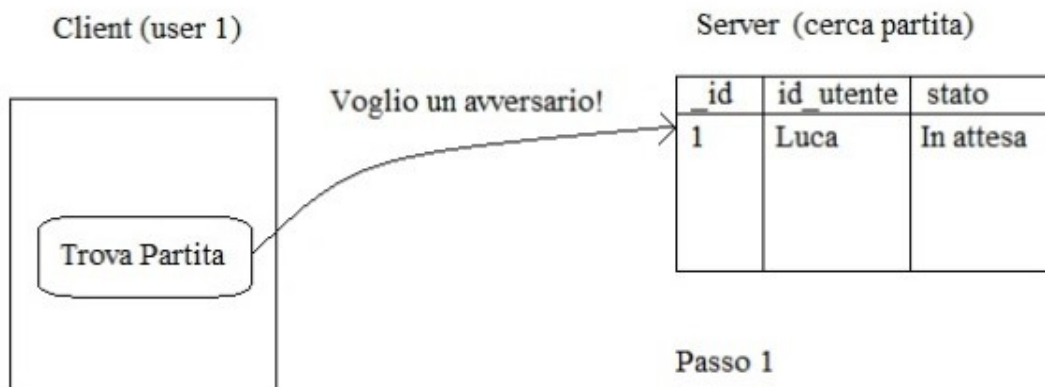 Client (user 1)
Server (cerca partita)
Voglio un avversario!
_id id_utente stato
1 Luca In attesa
Trova Partita
Passo 1